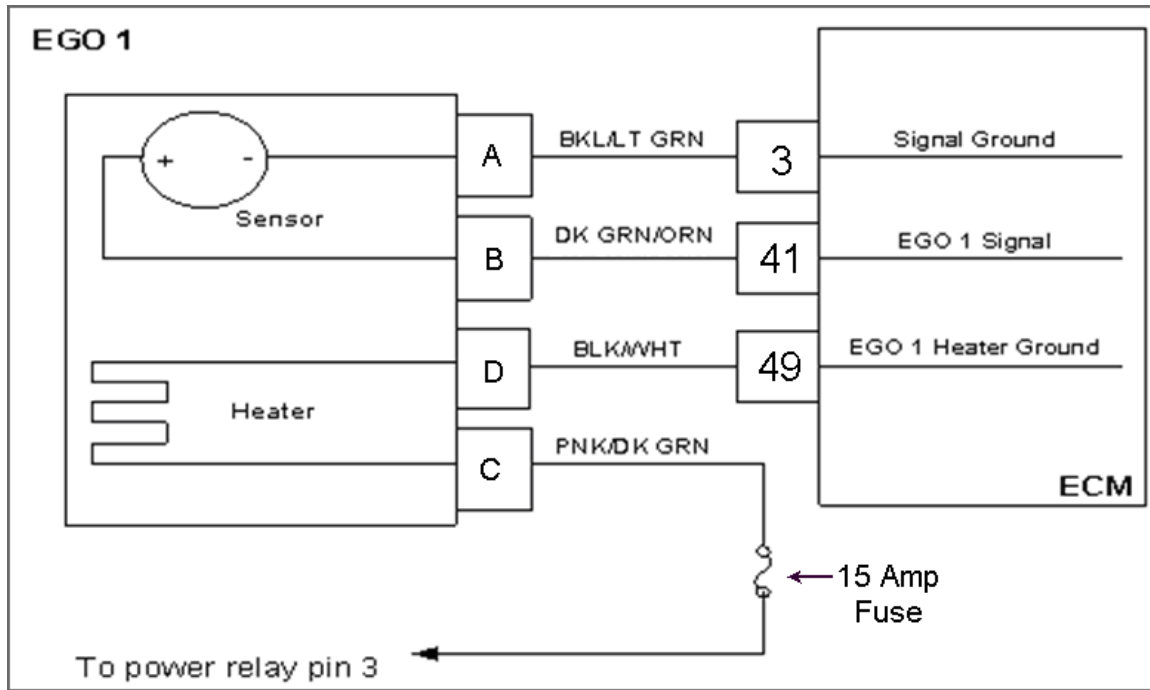 EGO 1
A
BKL/LT GRN
3
Signal Ground
+
-
Sensor
B
DK GRN/ORN
41
EGO 1 Signal
D
BLK/WHT
49
EGO 1 Heater Ground
Heater
C
PNK/DK GRN
ECM
15 Amp
Fuse
To power relay pin 3